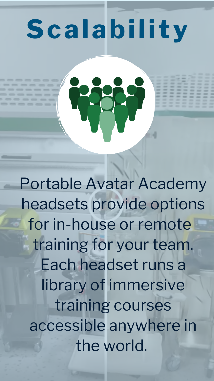 Scalability
Portable Avatar Academy
headsets provide options
for in-house or remote
training for your team.
Each headset runs a
library of immersive
training courses
accessible anywhere in
the world.